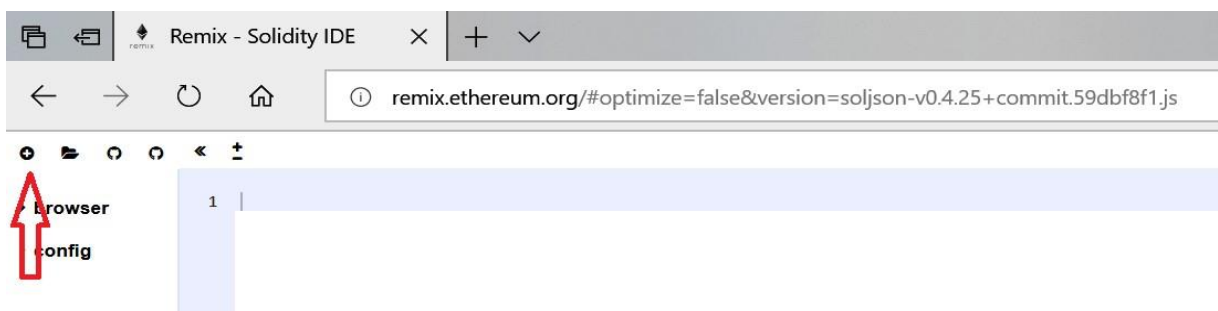 remix
Remix - Solidity IDE
remix.ethereum.org/#optimize=false&version=soljson-v0.4.25+commit.59dbf8f1.js
browser
1
config